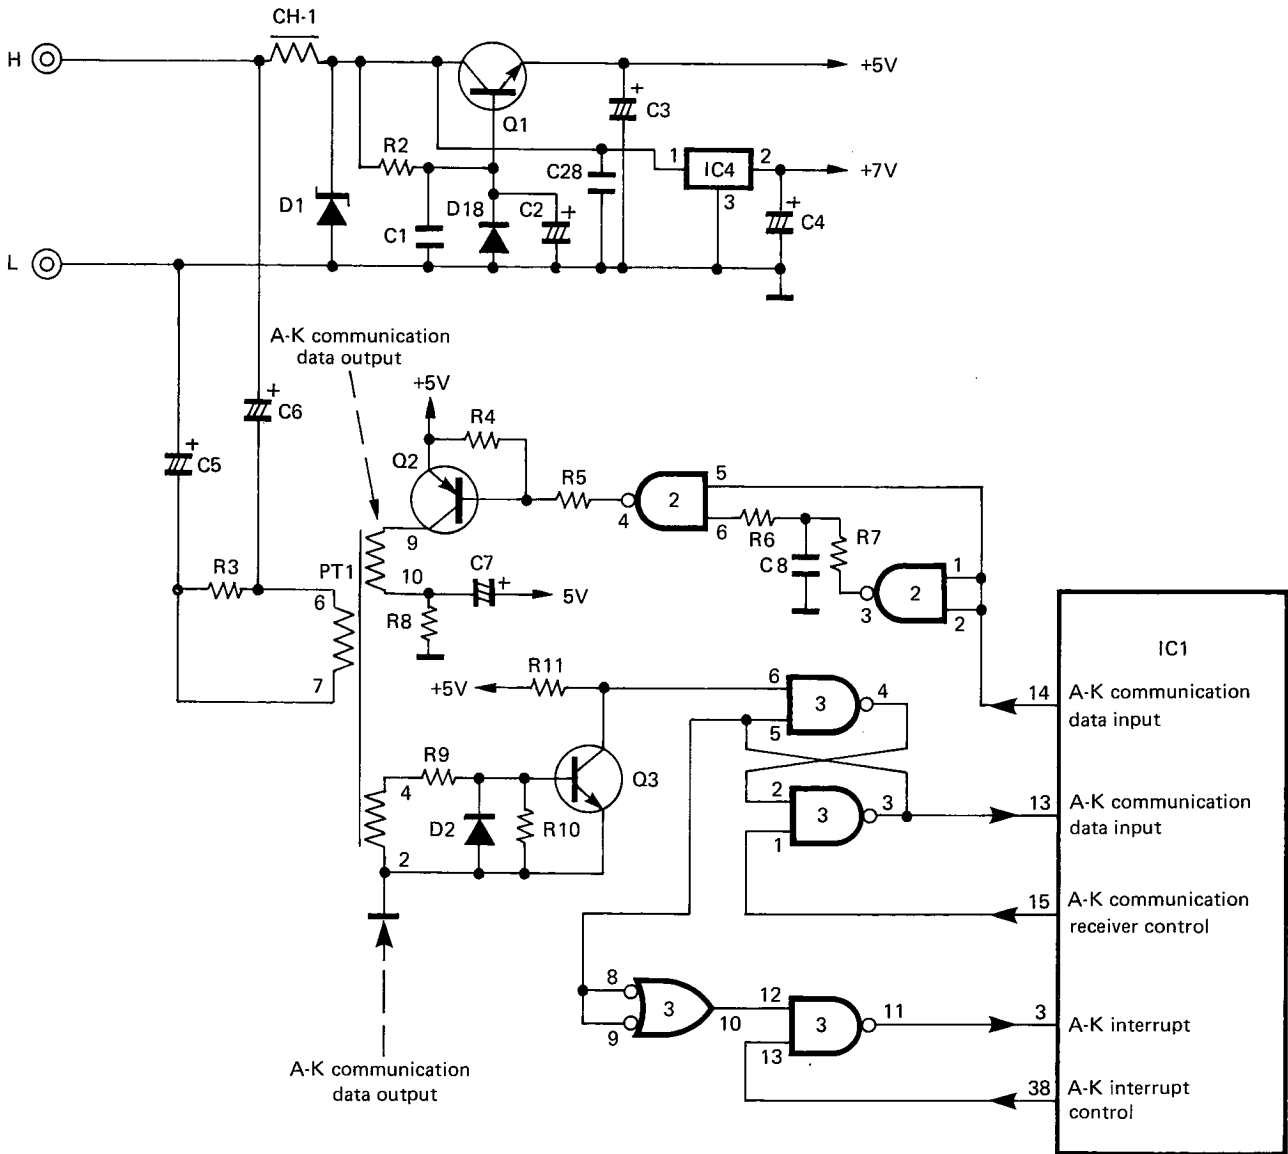 CH-1
H
+5V
C3
Q1
R2
1 IC4 2
+7V
C28
3
D1
D18
C2
C4
C1
L
A-K communication
data output
+5V
R4
C6
C5
Q2
R5
2
5
4
6
R6
R7
C8
9
C7
R3
PT1
10
5V
1
2
3
2
6
R8
IC1
7
R11
+5V
6
3
4
14
A-K communication
data input
5
R9
Q3
4
2
3
3
13
A-K communication
data input
D2
R10
1
2
15
A-K communication
receiver control
8
3
12
3
11
3
A-K interrupt
10
9
13
38
A-K interrupt
control
A-K communication
data output
+
+
+
+
+
+